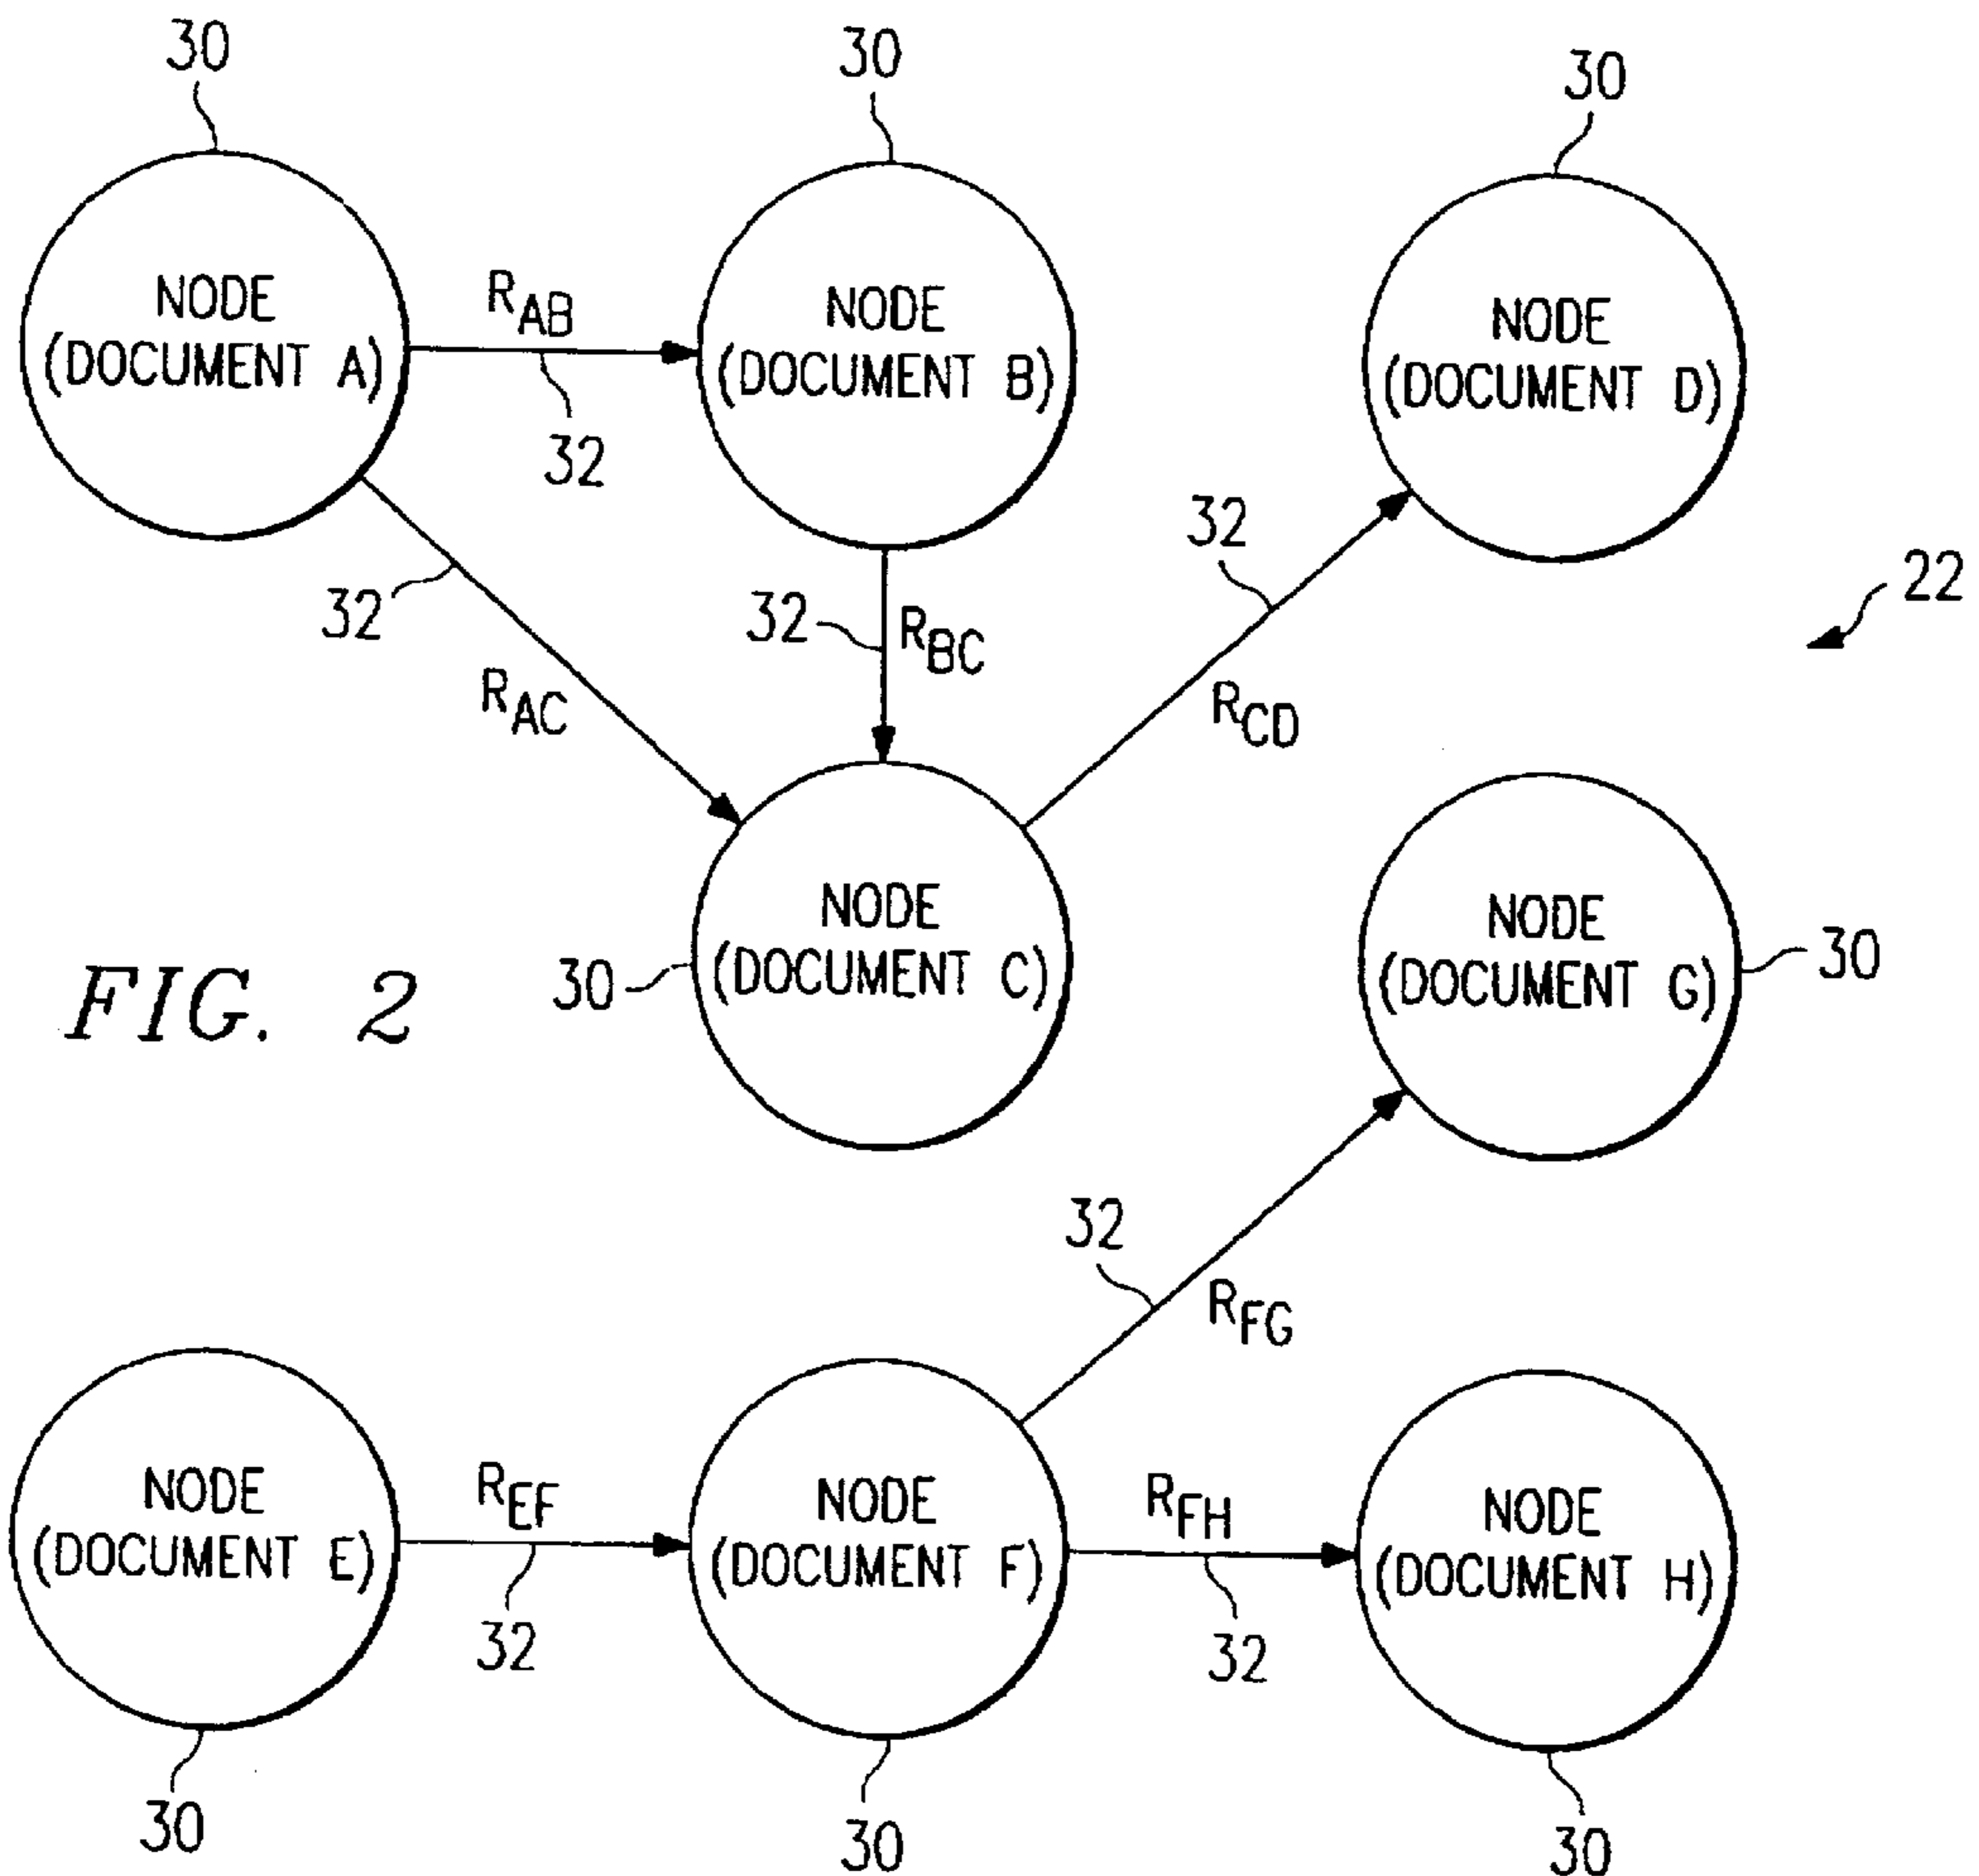 30
30
30
NODE
(DOCUMENT A)
R_AB
32
NODE
(DOCUMENT B)
NODE
(DOCUMENT D)
32
R_AC
32
R_BC
32
R_CD
22
FIG. 2
30
NODE
(DOCUMENT C)
NODE
(DOCUMENT G)
30
32
R_FG
NODE
(DOCUMENT E)
R_EF
32
NODE
(DOCUMENT F)
R_FH
32
NODE
(DOCUMENT H)
30
30
30